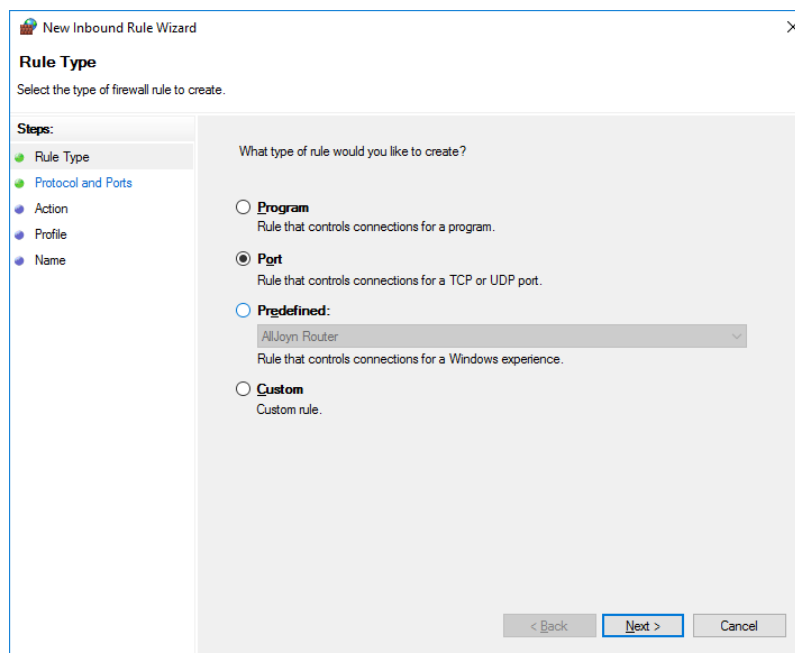 New Inbound Rule Wizard
Rule Type
Select the type of firewall rule to create.
Steps:
Rule Type
Protocol and Ports
Action
Profile
Name
What type of rule would you like to create?
Program
Rule that controls connections for a program.
Port
Rule that controls connections for a TCP or UDP port.
Predefined:
AllJoyn Router
Rule that controls connections for a Windows experience.
Custom
Custom rule.
< Back
Next >
Cancel